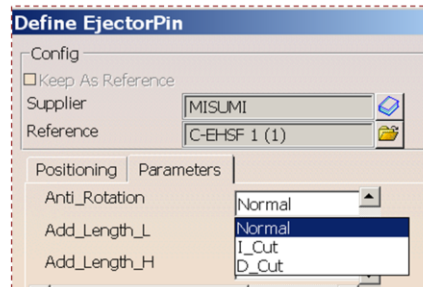 Define EjectorPin
Config
Keep As Reference
Supplier MISUMI
Reference C-EHSF 1 (1)
Positioning Parameters
Anti_Rotation Normal
Add_Length_L Normal
I_Cut
Add_Length_H D_Cut